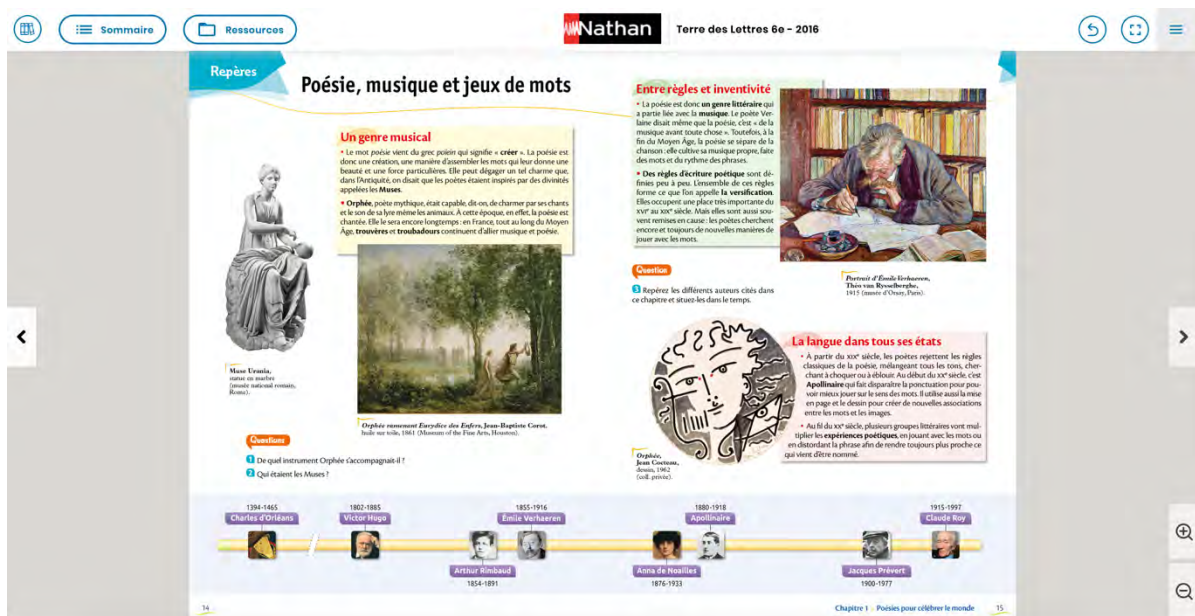 Sommaire
Ressources
Nathan
Terre des Lettres 6e - 2016
Repères
Poésie, musique et jeux de mots
Un genre musical
• Le mot poésie vient du grec poïein qui signifie « créer ». La poésie est
donc une création, une manière d'assembler les mots qui leur donne une
beauté et une force particulières. Elle peut dégager un tel charme que,
dans l'Antiquité, on disait que les poètes étaient inspirés par des divinités
appelées les Muses.
• Orphée, poète mythique, était capable, dit-on, de charmer par ses chants
et le son de sa lyre même les animaux. À cette époque, en effet, la poésie est
chantée. Elle le sera encore longtemps : en France, tout au long du Moyen
Âge, trouvères et troubadours continuent d'allier musique et poésie.
Muse Urania,
statue en marbre
(musée national romain,
Rome).
Orphée ramenant Eurydice des Enfers, Jean-Baptiste Corot,
huile sur toile, 1861 (Museum of the Fine Arts, Houston).
Questions
1 De quel instrument Orphée s'accompagnait-il ?
2 Qui étaient les Muses ?
Entre règles et inventivité
• La poésie est donc un genre littéraire qui
a partie liée avec la musique. Le poète Ver-
laine disait même que la poésie, c'est « de la
musique avant toute chose ». Toutefois, à la
fin du Moyen Âge, la poésie se sépare de la
chanson : elle cultive sa musique propre, faite
des mots et du rythme des phrases.
• Des règles d'écriture poétique sont dé-
finies peu à peu. L'ensemble de ces règles
forme ce que l'on appelle la versification.
Elles occupent une place très importante du
XVIe au XIXe siècle. Mais elles sont aussi sou-
vent remises en cause : les poètes cherchent
encore et toujours de nouvelles manières de
jouer avec les mots.
Question
3 Repérez les différents auteurs cités dans
ce chapitre et situez-les dans le temps.
Portrait d'Émile Verhaeren,
Théo van Rysselberghe,
1915 (musée d'Orsay, Paris).
La langue dans tous ses états
• À partir du XIXe siècle, les poètes rejettent les règles
classiques de la poésie, mélangeant tous les tons, cher-
chant à choquer ou à éblouir. Au début du XXe siècle, c'est
Apollinaire qui fait disparaître la ponctuation pour pou-
voir mieux jouer sur le sens des mots. Il utilise aussi la mise
en page et le dessin pour créer de nouvelles associations
entre les mots et les images.
• Au fil du XXe siècle, plusieurs groupes littéraires vont mul-
tiplier les expériences poétiques, en jouant avec les mots ou
en distordant la phrase afin de rendre toujours plus proche ce
qui vient d'être nommé.
Orphée,
Jean Cocteau,
dessin, 1962
(coll. privée).
1394-1465
Charles d'Orléans
1802-1885
Victor Hugo
1855-1916
Émile Verhaeren
1880-1918
Apollinaire
1915-1997
Claude Roy
Arthur Rimbaud
1854-1891
Anna de Noailles
1876-1933
Jacques Prévert
1900-1977
14
Chapitre 1 Poésies pour célébrer le monde 15